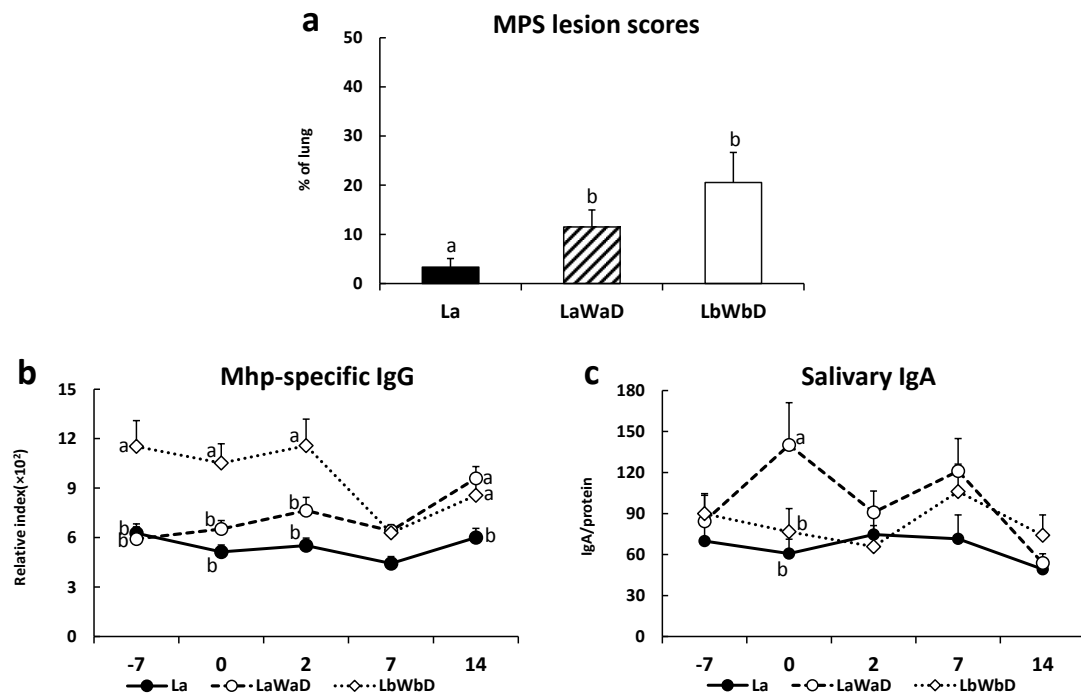 a
MPS lesion scores
50
40
30
20
10
0
% of lung
a
b
b
La
LaWaD
LbWbD
b
Mhp-specific IgG
15
12
9
6
3
0
Relative index(×10²)
a
a
a
a
a
b
b
b
b
b
b
b
b
-7
0
2
7
14
La
LaWaD
LbWbD
c
Salivary IgA
180
150
120
90
60
30
0
IgA/protein
a
b
b
-7
0
2
7
14
La
LaWaD
LbWbD